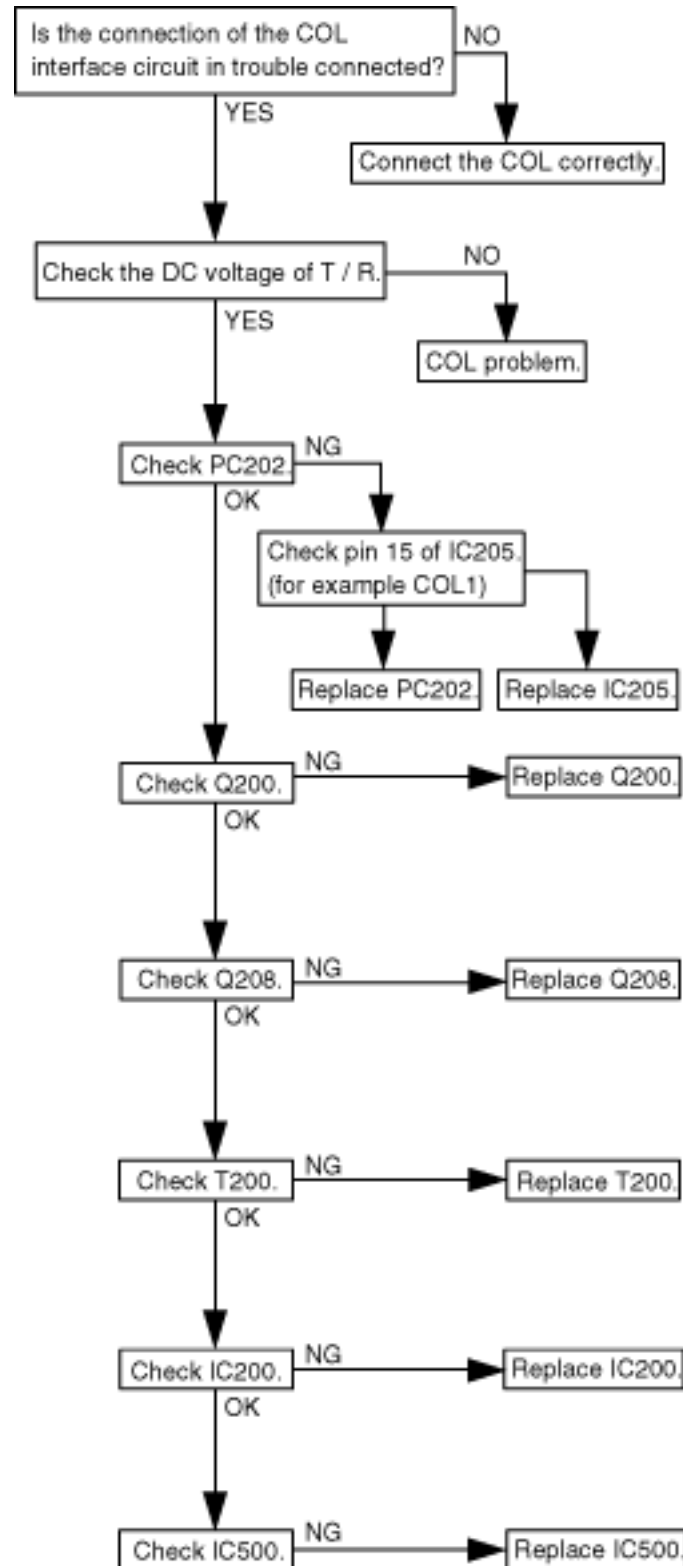 Is the connection of the COL
interface circuit in trouble connected?
NO
YES
Connect the COL correctly.
Check the DC voltage of T / R.
NO
YES
COL problem.
Check PC202.
NG
OK
Check pin 15 of IC205.
(for example COL1)
Replace PC202.
Replace IC205.
Check Q200.
NG
Replace Q200.
OK
Check Q208.
NG
Replace Q208.
OK
Check T200.
NG
Replace T200.
OK
Check IC200.
NG
Replace IC200.
OK
Check IC500.
NG
Replace IC500.